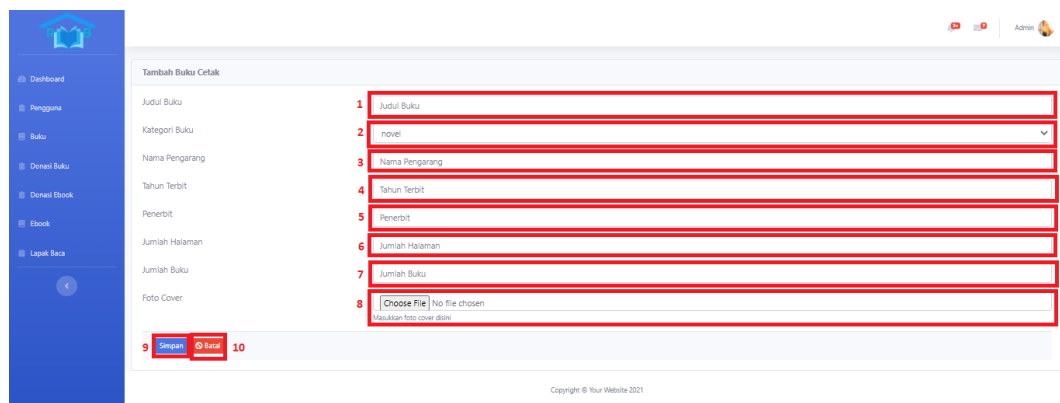 R B
3+
7
Admin
Dashboard
Pengguna
Buku
Donasi Buku
Donasi Ebook
Ebook
Lapak Baca
Tambah Buku Cetak
Judul Buku 1 Judul Buku
Kategori Buku 2 novel
Nama Pengarang 3 Nama Pengarang
Tahun Terbit 4 Tahun Terbit
Penerbit 5 Penerbit
Jumlah Halaman 6 Jumlah Halaman
Jumlah Buku 7 Jumlah Buku
Foto Cover 8 Choose File No file chosen
Masukkan foto cover disini
9 Simpan Batal 10
Copyright © Your Website 2021